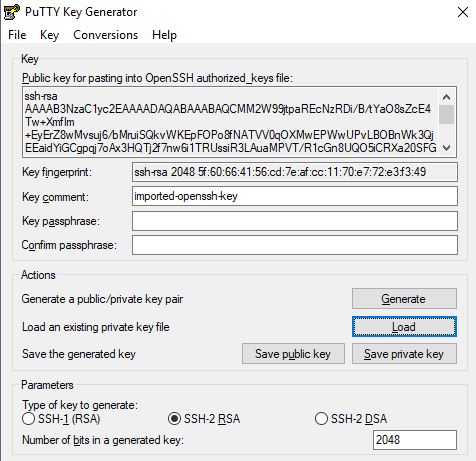 PuTTY Key Generator
File Key Conversions Help
Key
Public key for pasting into OpenSSH authorized_keys file:
ssh-rsa
AAAAB3NzaC1yc2EAAAADAQABAAABAQCMM2W99jtpaREcNzRDi/B/tYaO8sZcE4
Tw+Xmflm
+EyErZ8wMvsuj6/bMruiSQkvWKEpFOPo8fNATVV0qOXMwEPWwUPvLBOBnWk3Qj
EEaidYiGCgpqj7oAx3HQTj2f7nw6i1TRUssiR3LAuaMPVT/R1cGn8UQO5iCRXa20SFG
Key fingerprint: ssh-rsa 2048 5f:60:66:41:56:cd:7e:af:cc:11:70:e7:72:e3:f3:49
Key comment: imported-openssh-key
Key passphrase:
Confirm passphrase:
Actions
Generate a public/private key pair Generate
Load an existing private key file Load
Save the generated key Save public key Save private key
Parameters
Type of key to generate:
SSH-1 (RSA) SSH-2 RSA SSH-2 DSA
Number of bits in a generated key: 2048